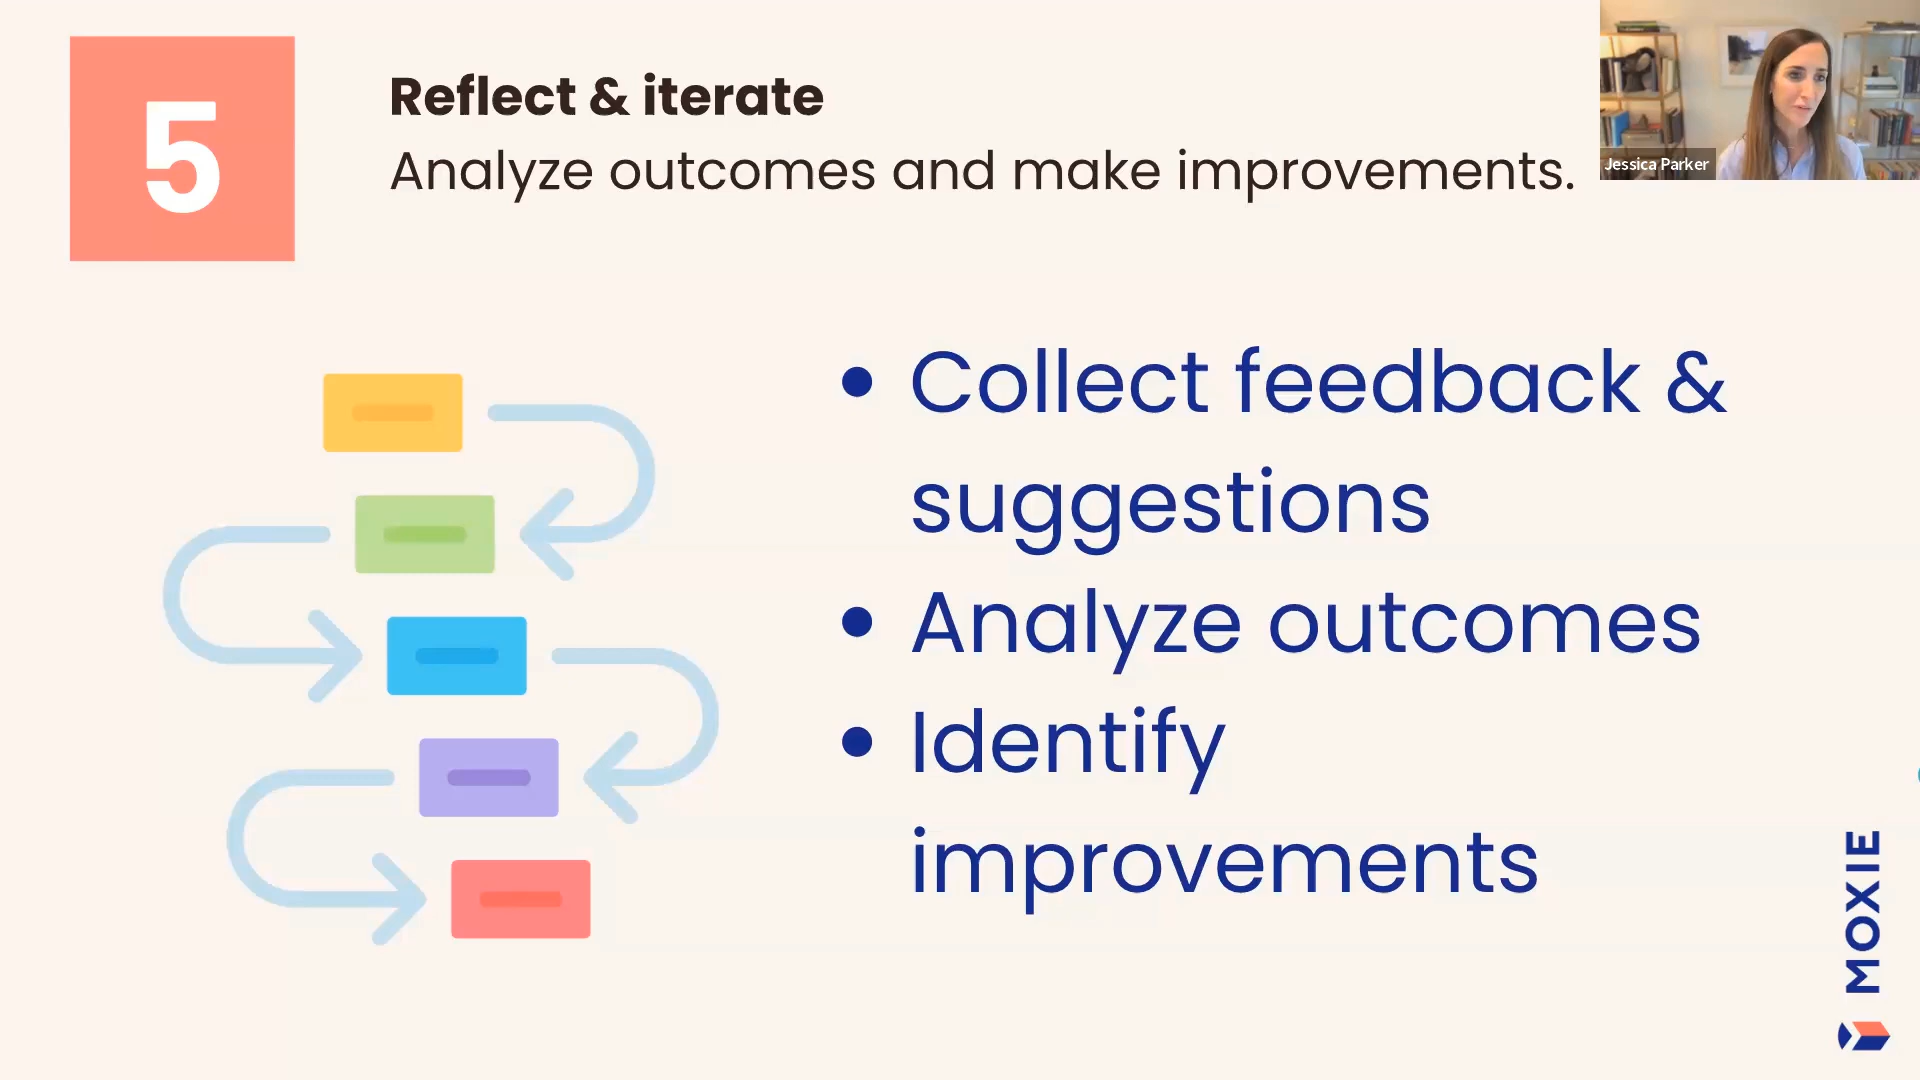 5
Reflect & iterate
Analyze outcomes and make improvements.
Jessica Parker
• Collect feedback &
suggestions
• Analyze outcomes
• Identify
improvements
MOXIE